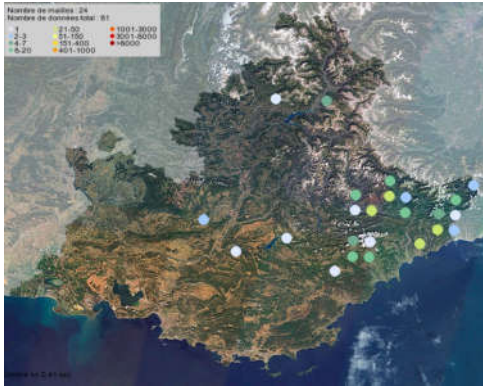 Nombre de mailles : 24
Nombre de données total : 81
1 21-50 1001-3000
2-3 51-150 3001-6000
4-7 151-400 >6000
8-20 401-1000